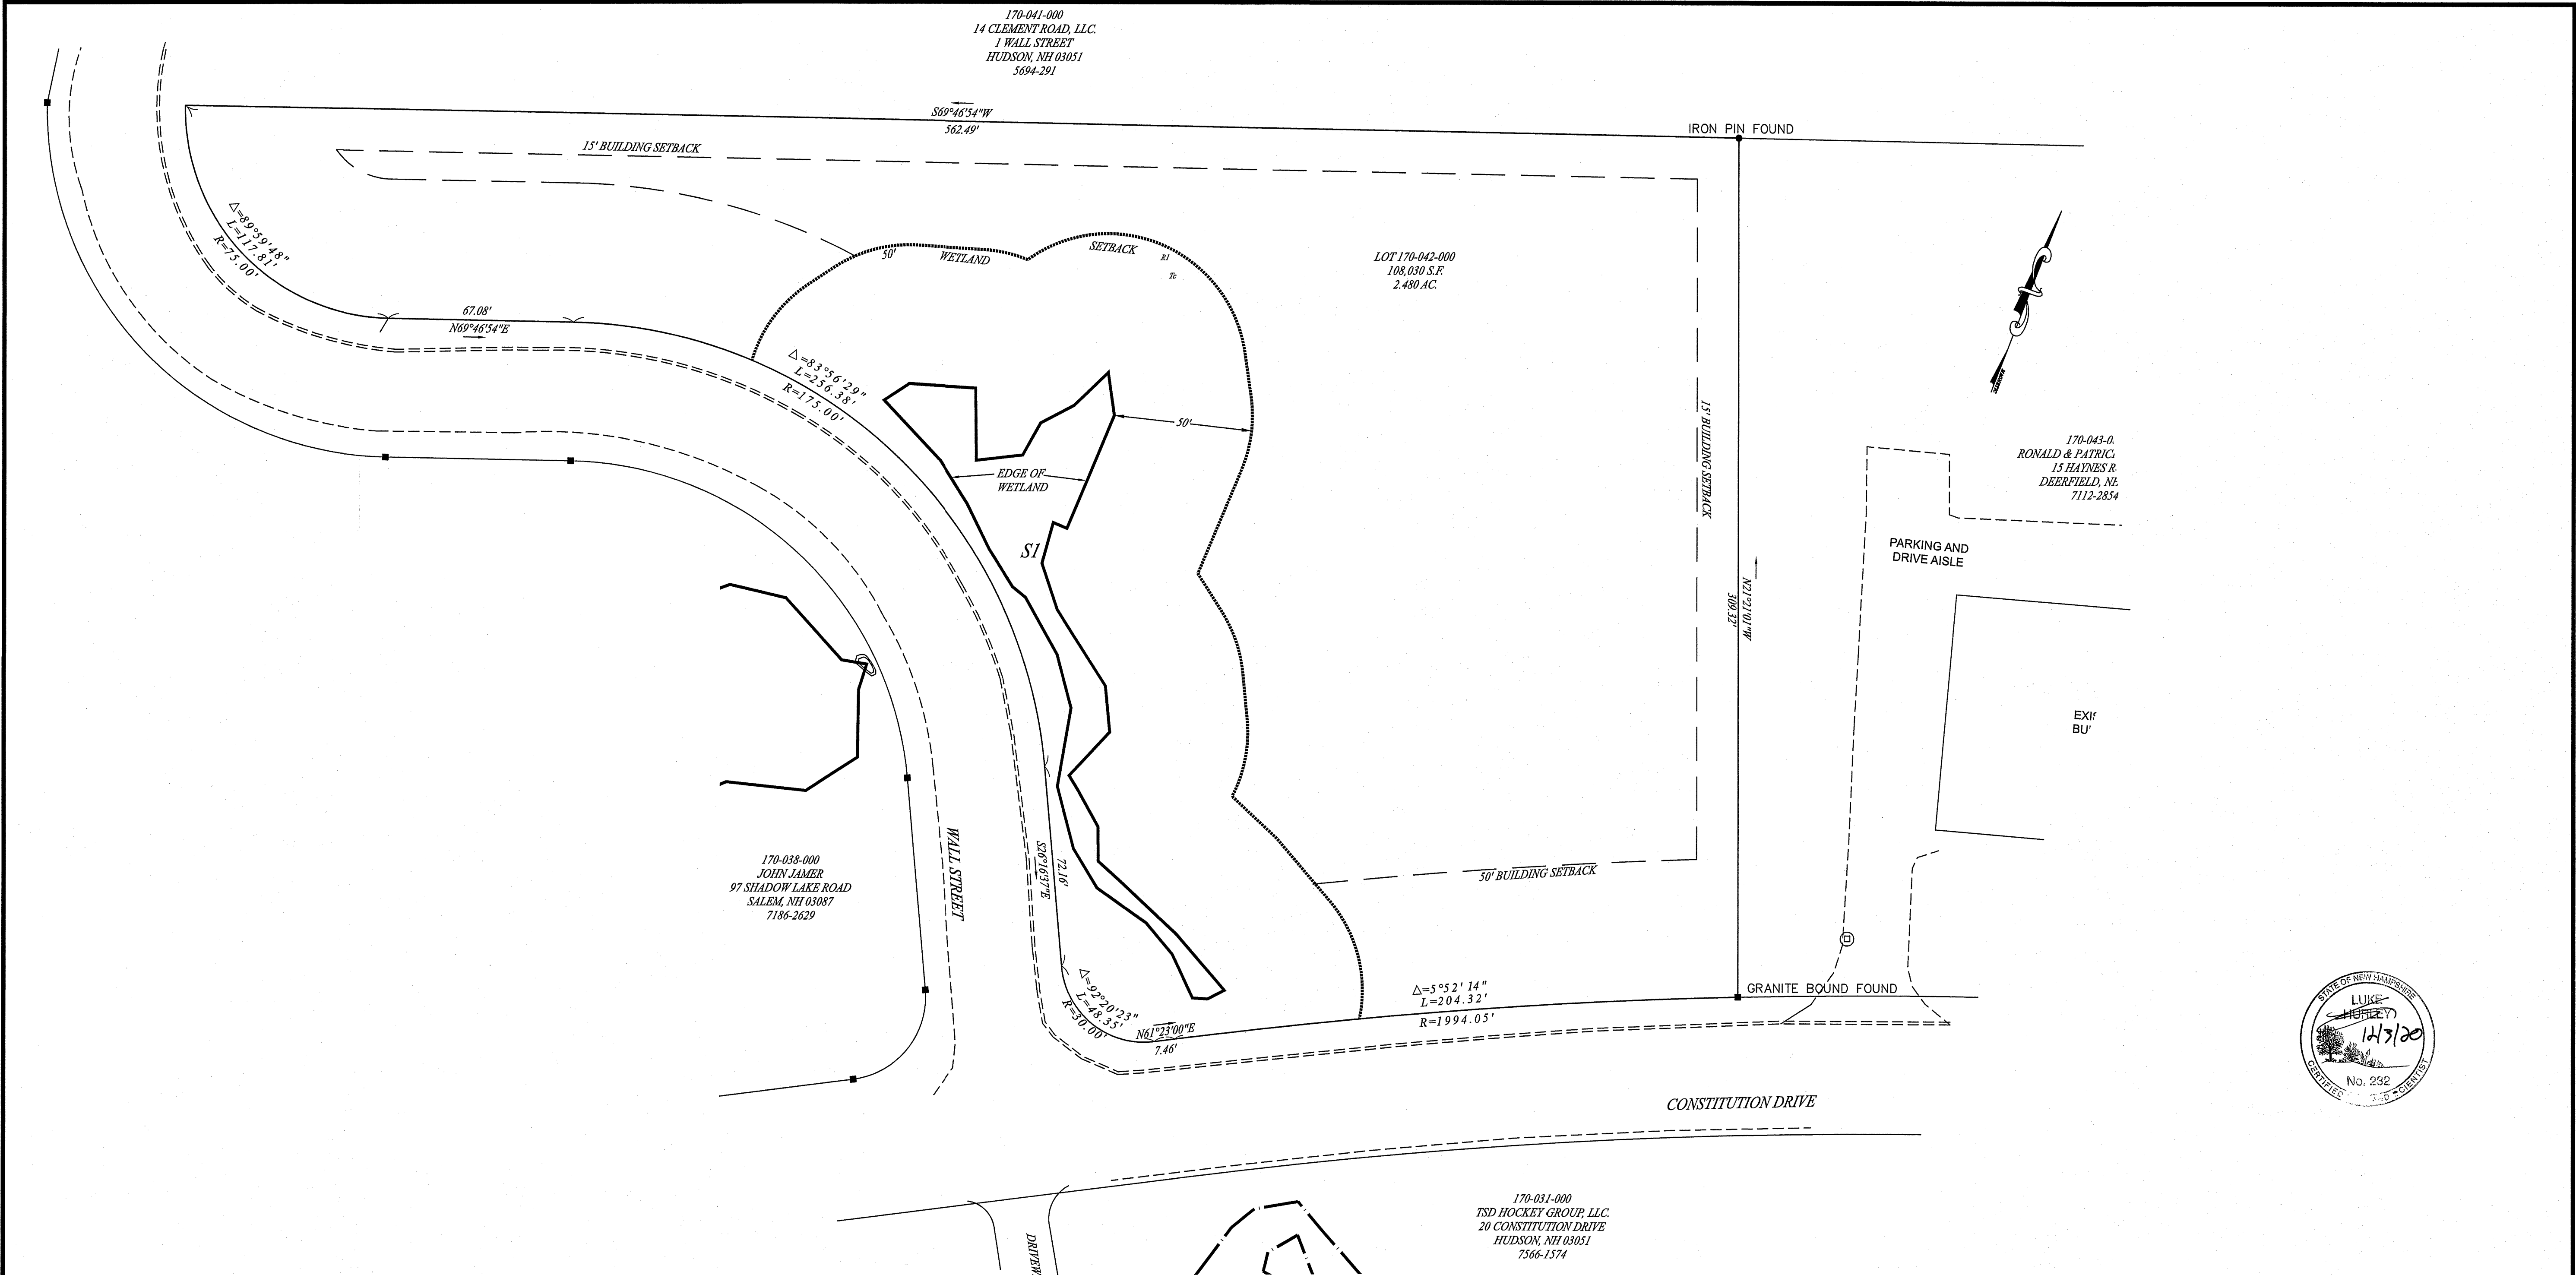 170-041-000
14 CLEMENT ROAD, LLC.
1 WALL STREET
HUDSON, NH 03051
5694-291
S69°46'54"W
562.49'
IRON PIN FOUND
15' BUILDING SETBACK
△=89°59'48"
L=117.81'
R=75.00'
50' WETLAND SETBACK
R1
Tc
LOT 170-042-000
108,030 S.F.
2.480 AC.
67.08'
N69°46'54"E
△=83°56'29"
L=256.38'
R=175.00'
50'
EDGE OF
WETLAND
S1
15' BUILDING SETBACK
N21°21'01"W
309.32'
170-043-0
RONALD & PATRIC
15 HAYNES R
DEERFIELD, NH
7112-2854
PARKING AND
DRIVE AISLE
EXIS
BU
170-038-000
JOHN JAMER
97 SHADOW LAKE ROAD
SALEM, NH 03087
7186-2629
WALL STREET
72.16'
S26°16'37"E
50' BUILDING SETBACK
△=92°20'23"
L=48.35'
R=30.00'
N61°23'00"E
7.46'
△=5°52'14"
L=204.32'
R=1994.05'
GRANITE BOUND FOUND
CONSTITUTION DRIVE
STATE OF NEW HAMPSHIRE
LUKE
HURLEY
12/3/20
No. 232
CERTIFIED
170-031-000
TSD HOCKEY GROUP, LLC.
20 CONSTITUTION DRIVE
HUDSON, NH 03051
7566-1574
DRIVEW